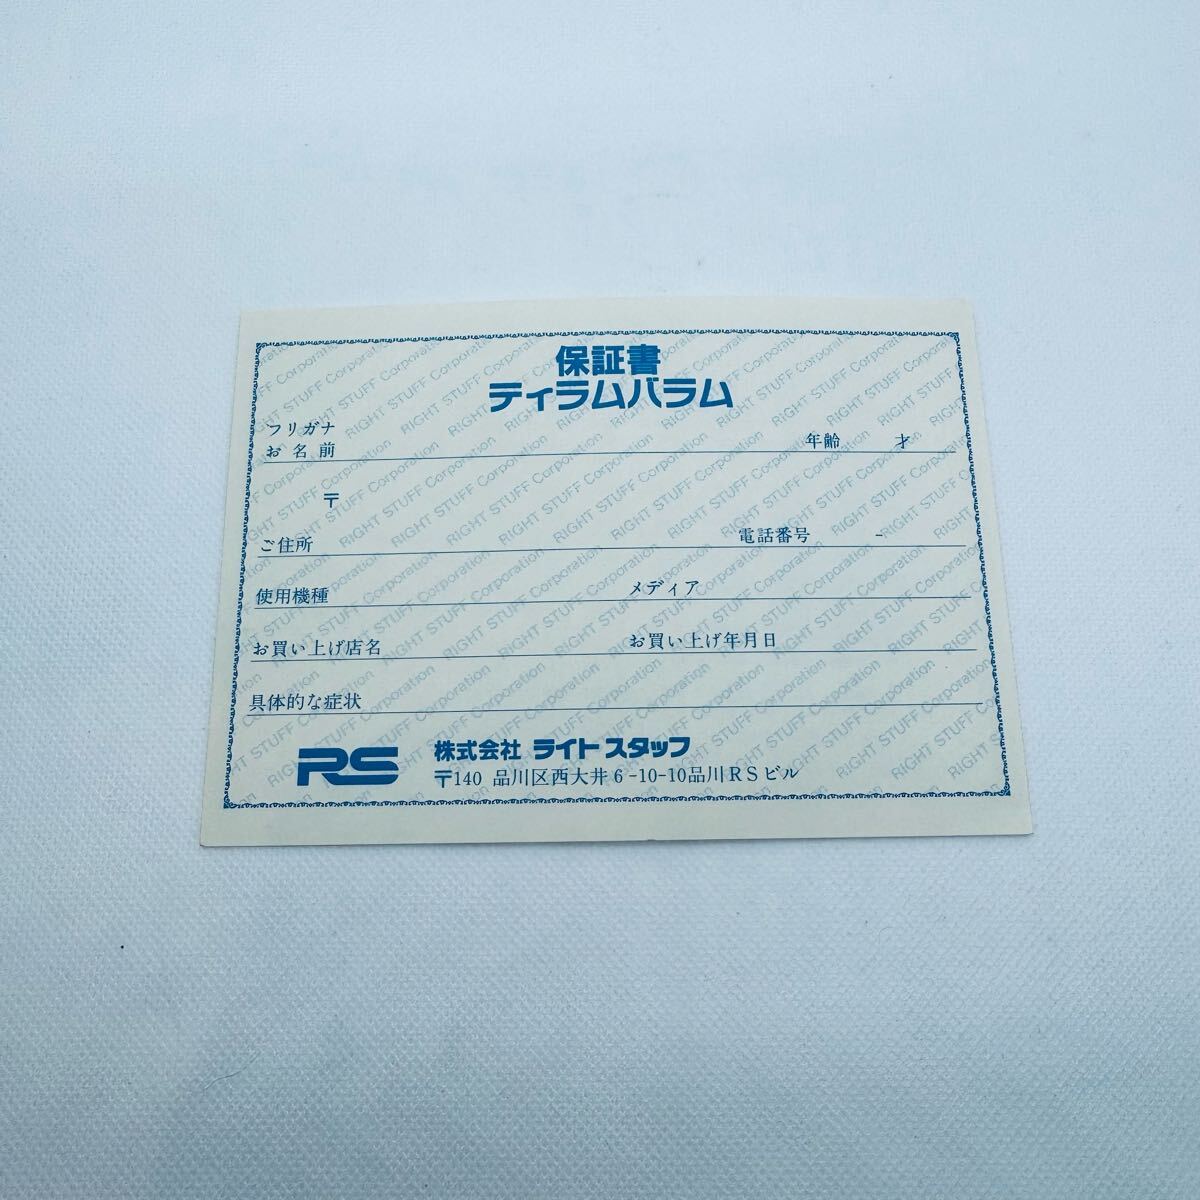 保証書
ティラムバラム
フリガナ
お名前 年齢 才
〒
ご住所 電話番号 -
使用機種 メディア
お買い上げ店名 お買い上げ年月日
具体的な症状
RS 株式会社 ライト スタッフ
〒140 品川区西大井6-10-10品川RSビル
RIGHT STUFF Corporation